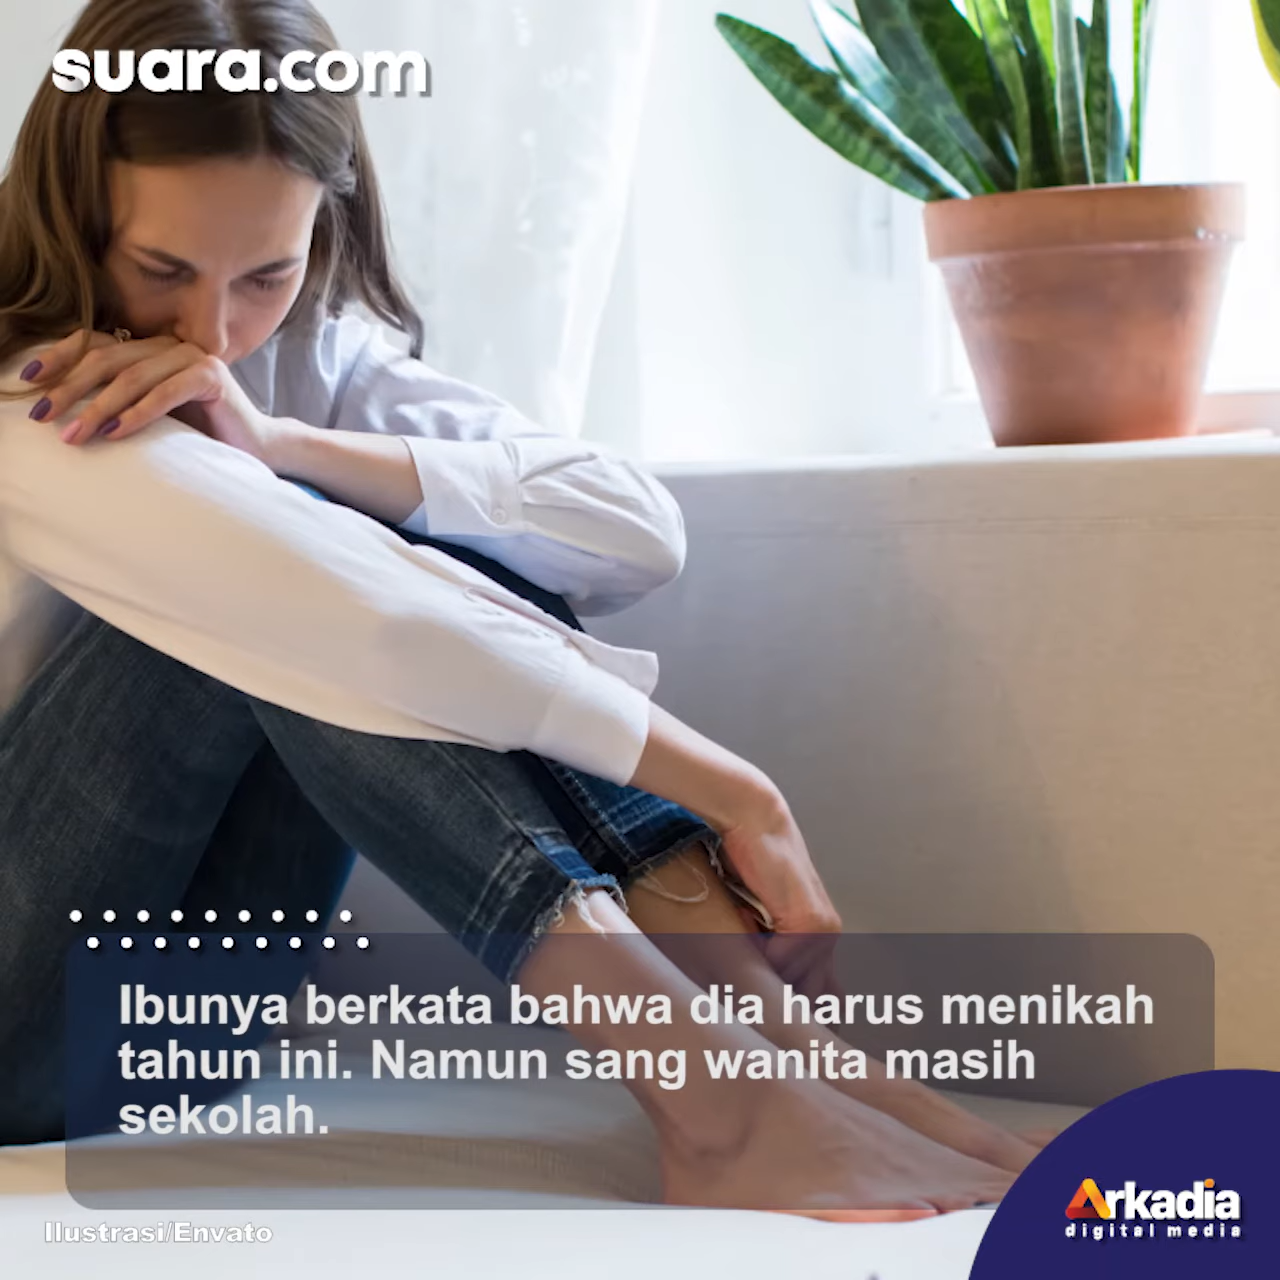 suara.com
Ibunya berkata bahwa dia harus menikah
tahun ini. Namun sang wanita masih
sekolah.
Ilustrasi/Envato
Arkadia
digital media